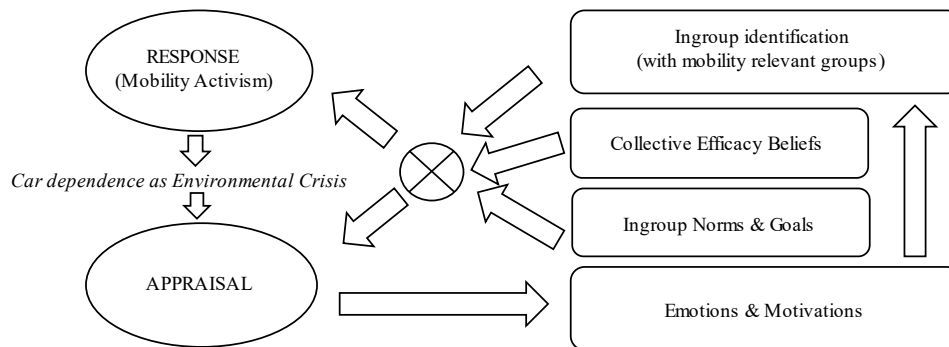 RESPONSE
(Mobility Activism)
Car dependence as Environmental Crisis
APPRAISAL
Ingroup identification
(with mobility relevant groups)
Collective Efficacy Beliefs
Ingroup Norms & Goals
Emotions & Motivations